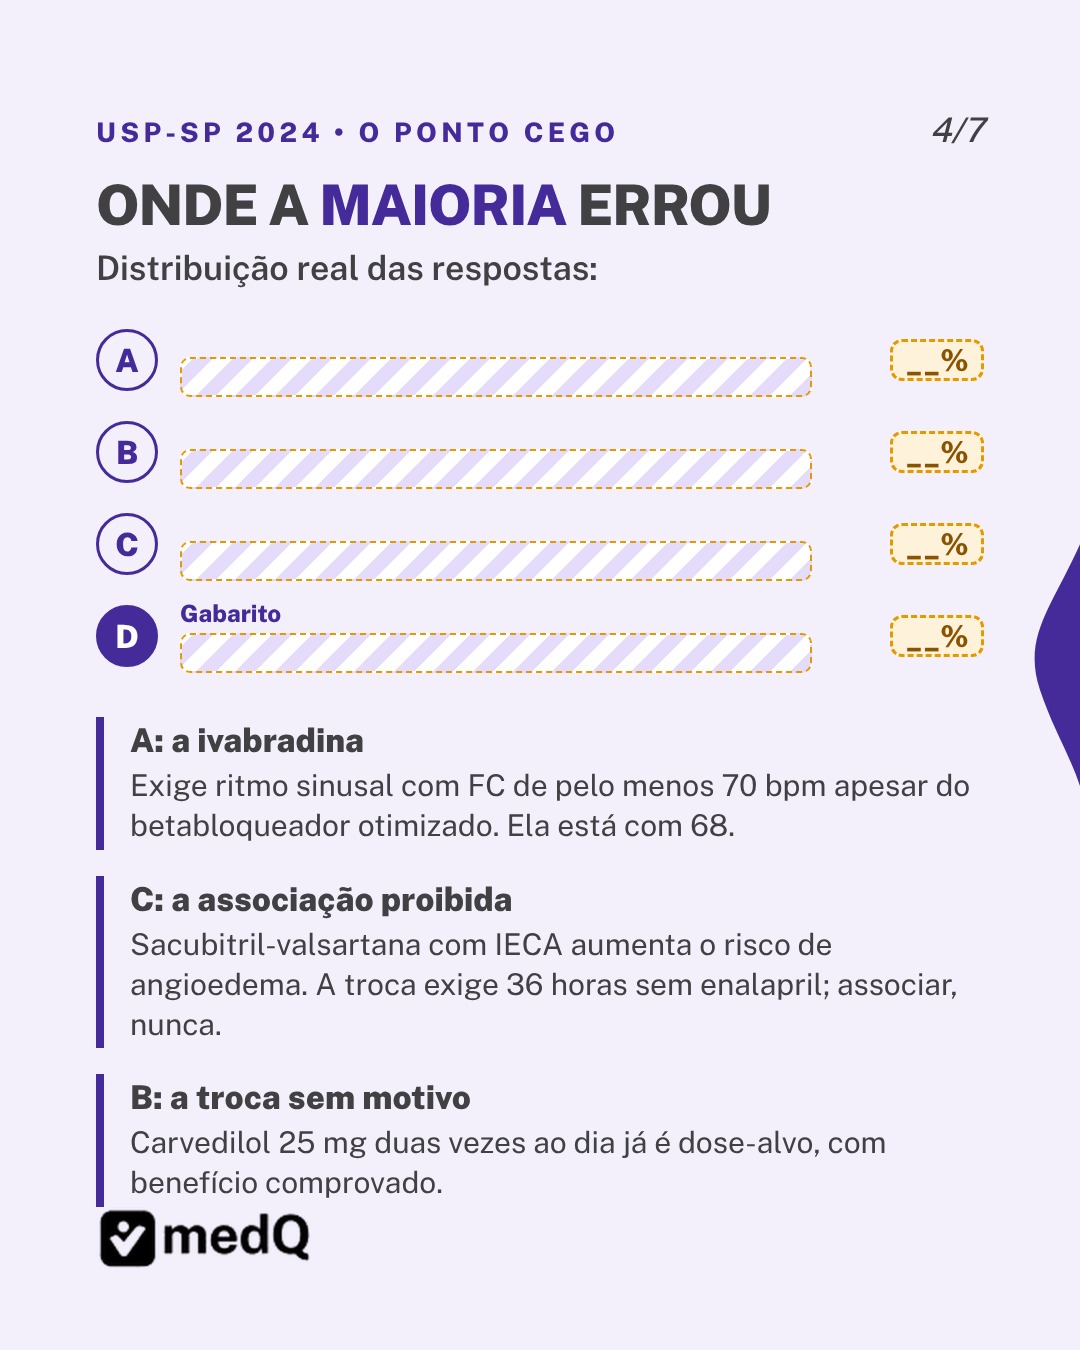 USP-SP 2024 • O PONTO CEGO
4/7
ONDE A MAIORIA ERROU
Distribuição real das respostas:
A
__%
B
__%
C
__%
Gabarito
D
__%
A: a ivabradina
Exige ritmo sinusal com FC de pelo menos 70 bpm apesar do
betabloqueador otimizado. Ela está com 68.
C: a associação proibida
Sacubitril-valsartana com IECA aumenta o risco de
angioedema. A troca exige 36 horas sem enalapril; associar,
nunca.
B: a troca sem motivo
Carvedilol 25 mg duas vezes ao dia já é dose-alvo, com
benefício comprovado.
medQ